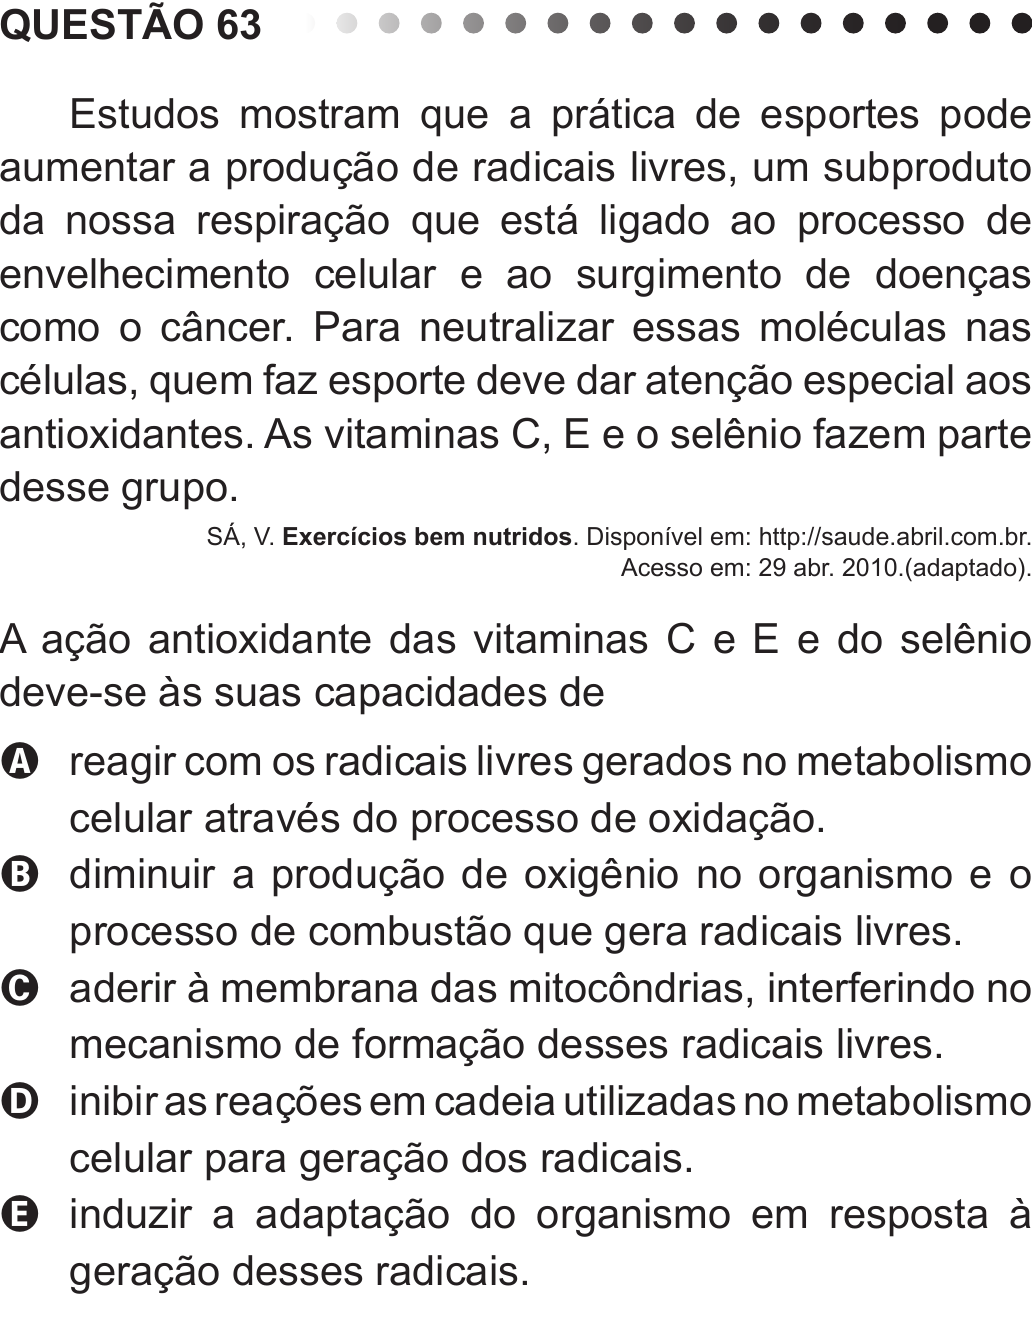 QUESTÃO 63
Estudos mostram que a prática de esportes pode
aumentar a produção de radicais livres, um subproduto
da nossa respiração que está ligado ao processo de
envelhecimento celular e ao surgimento de doenças
como o câncer. Para neutralizar essas moléculas nas
células, quem faz esporte deve dar atenção especial aos
antioxidantes. As vitaminas C, E e o selênio fazem parte
desse grupo.
SÁ, V. Exercícios bem nutridos. Disponível em: http://saude.abril.com.br.
Acesso em: 29 abr. 2010.(adaptado).
A ação antioxidante das vitaminas C e E e do selênio
deve-se às suas capacidades de
A reagir com os radicais livres gerados no metabolismo
celular através do processo de oxidação.
B diminuir a produção de oxigênio no organismo e o
processo de combustão que gera radicais livres.
C aderir à membrana das mitocôndrias, interferindo no
mecanismo de formação desses radicais livres.
D inibir as reações em cadeia utilizadas no metabolismo
celular para geração dos radicais.
E induzir a adaptação do organismo em resposta à
geração desses radicais.